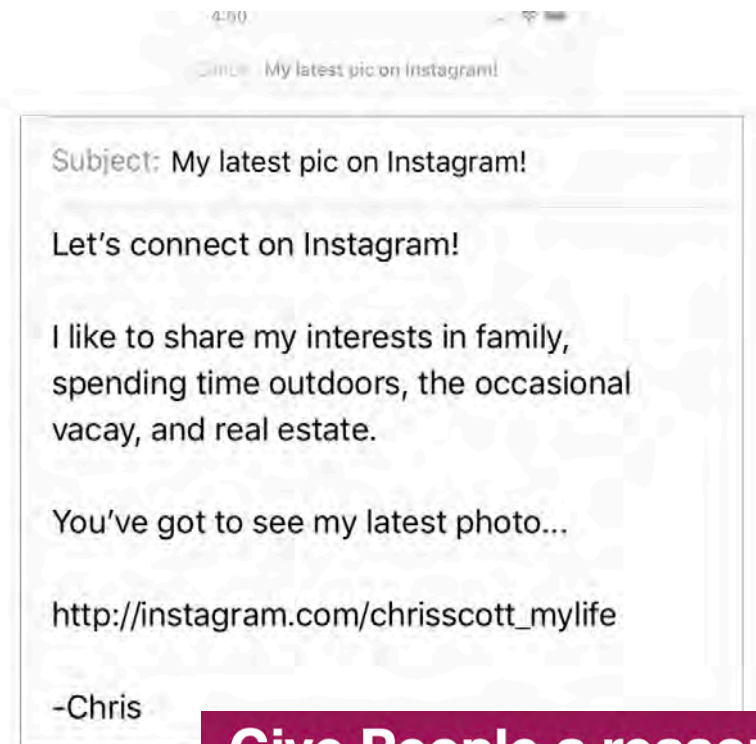 4:50
My latest pic on Instagram!
Subject: My latest pic on Instagram!
Let's connect on Instagram!
I like to share my interests in family,
spending time outdoors, the occasional
vacay, and real estate.
You've got to see my latest photo...
http://instagram.com/chrisscott_mylife
-Chris
Give People a